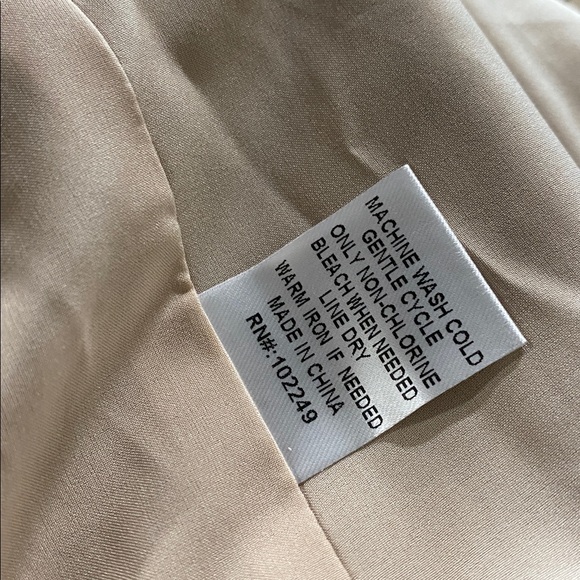 MACHINE WASH COLD
GENTLE CYCLE
ONLY NON-CHLORINE
BLEACH WHEN NEEDED
LINE DRY
WARM IRON IF NEEDED
MADE IN CHINA
RN#:102249